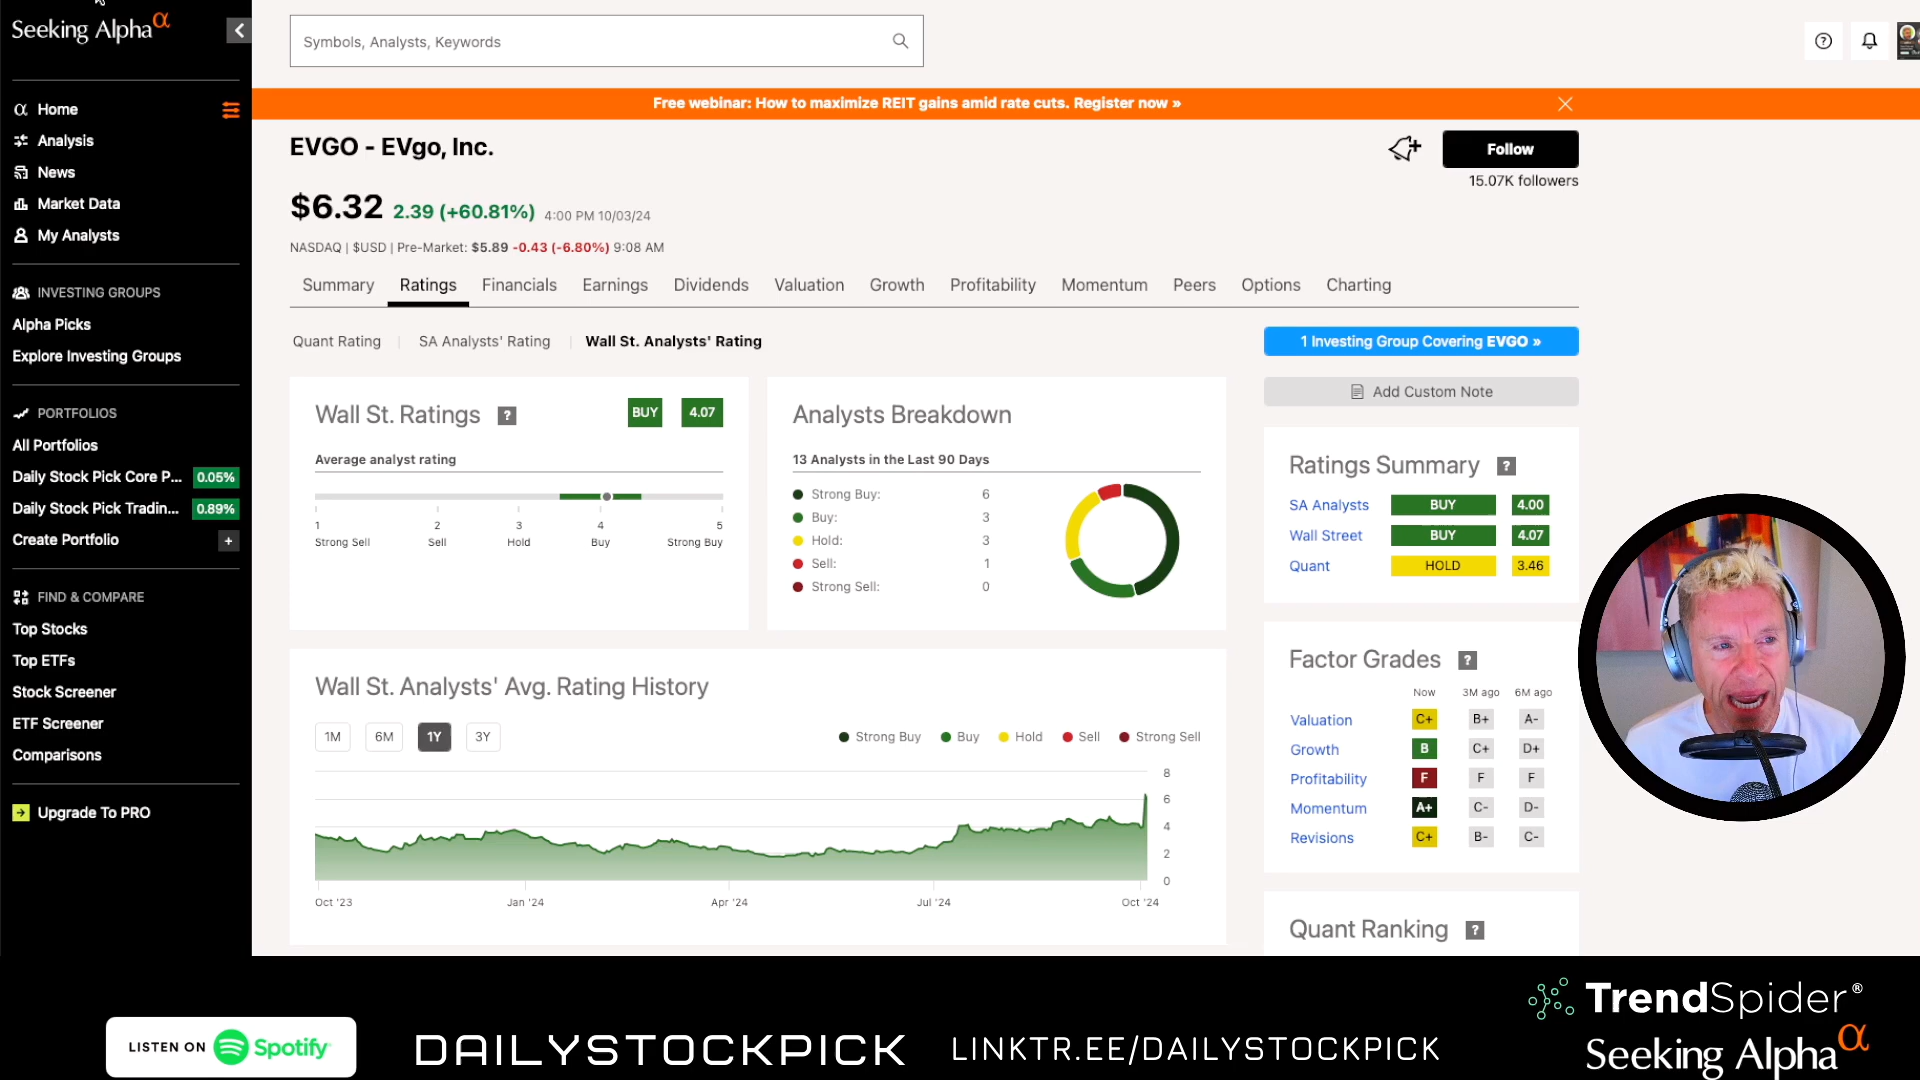 Seeking Alpha α
Symbols, Analysts, Keywords
Free webinar: How to maximize REIT gains amid rate cuts. Register now »
Home
Analysis
News
Market Data
My Analysts
INVESTING GROUPS
Alpha Picks
Explore Investing Groups
PORTFOLIOS
All Portfolios
Daily Stock Pick Core P... 0.05%
Daily Stock Pick Tradin... 0.89%
Create Portfolio +
FIND & COMPARE
Top Stocks
Top ETFs
Stock Screener
ETF Screener
Comparisons
Upgrade To PRO
EVGO - EVgo, Inc.
Follow
15.07K followers
$6.32 2.39 (+60.81%) 4:00 PM 10/03/24
NASDAQ | $USD | Pre-Market: $5.89 -0.43 (-6.80%) 9:08 AM
Summary Ratings Financials Earnings Dividends Valuation Growth Profitability Momentum Peers Options Charting
Quant Rating | SA Analysts' Rating | Wall St. Analysts' Rating
Wall St. Ratings ? BUY 4.07
Average analyst rating
1 2 3 4 5
Strong Sell Sell Hold Buy Strong Buy
Analysts Breakdown
13 Analysts in the Last 90 Days
Strong Buy: 6
Buy: 3
Hold: 3
Sell: 1
Strong Sell: 0
Wall St. Analysts' Avg. Rating History
1M 6M 1Y 3Y
Strong Buy Buy Hold Sell Strong Sell
8
6
4
2
0
Oct '23 Jan '24 Apr '24 Jul '24 Oct '24
1 Investing Group Covering EVGO »
Add Custom Note
Ratings Summary ?
SA Analysts BUY 4.00
Wall Street BUY 4.07
Quant HOLD 3.46
Factor Grades ?
Now 3M ago 6M ago
Valuation C+ B+ A-
Growth B C+ D+
Profitability F F F
Momentum A+ C- D-
Revisions C+ B- C-
Quant Ranking ?
LISTEN ON Spotify
DAILYSTOCKPICK
LINKTR.EE/DAILYSTOCKPICK
TrendSpider®
Seeking Alpha α